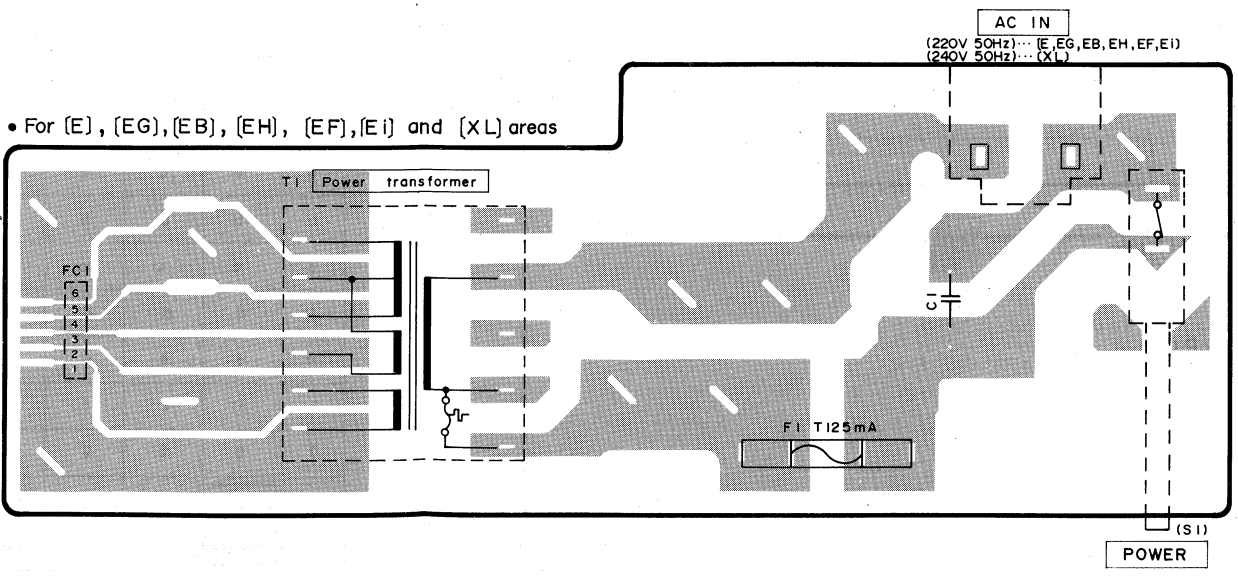 AC IN
(220V 50Hz)··· (E,EG,EB,EH,EF,Ei)
(240V 50Hz)··· (XL)
• For (E), (EG),(EB), (EH), (EF),(Ei) and (XL) areas
T1 Power transformer
FC1
6
5
4
3
2
1
C1
F1 T125mA
(S1)
POWER